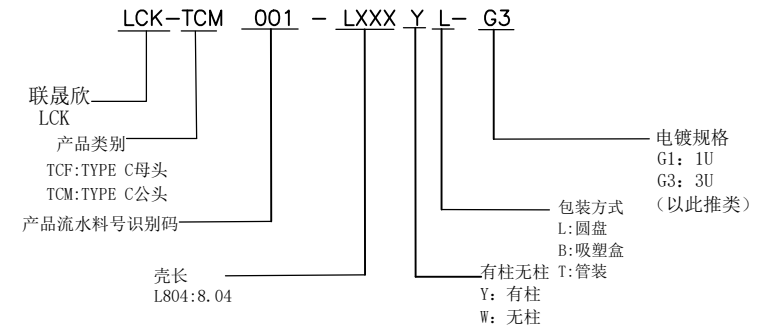 LCK-TCM 001 - LXXX Y L- G3
联晟欣
LCK
产品类别
TCF:TYPE C母头
TCM:TYPE C公头
产品流水料号识别码
壳长
L804:8.04
有柱无柱
Y: 有柱
W: 无柱
包装方式
L:圆盘
B:吸塑盒
T:管装
电镀规格
G1: 1U
G3: 3U
(以此推类)